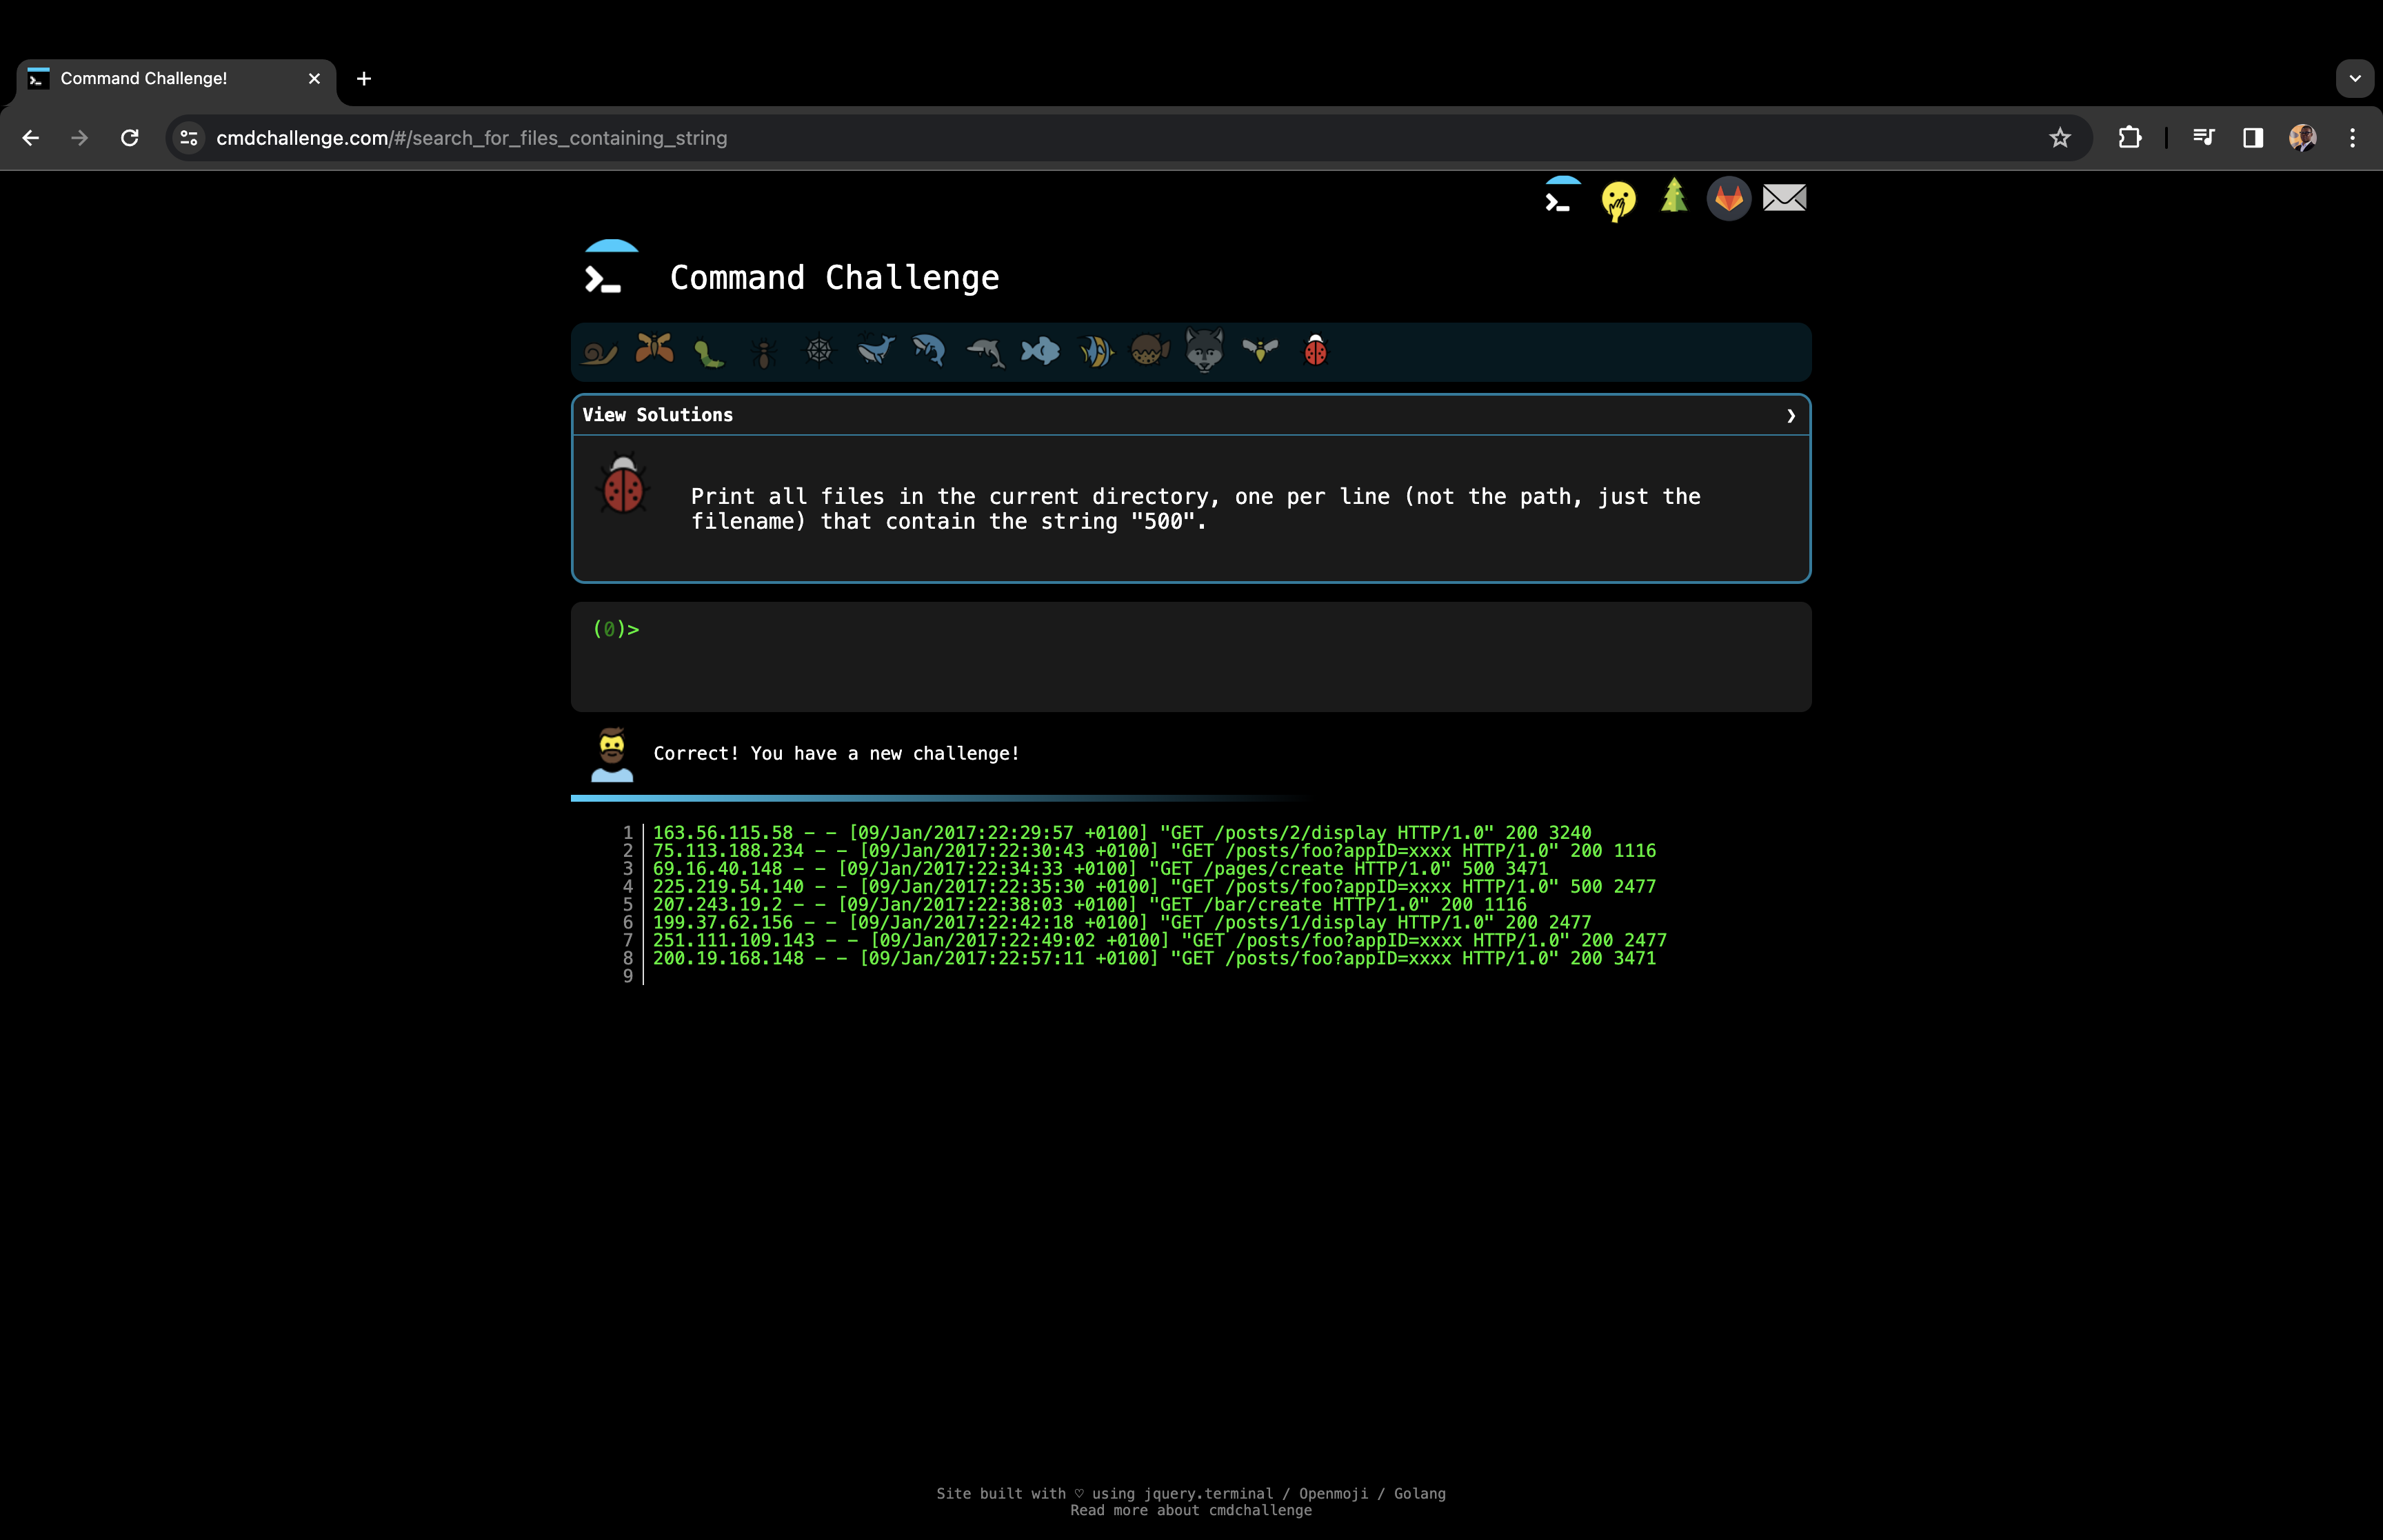 Command Challenge!
cmdchallenge.com/#/search_for_files_containing_string
Command Challenge
View Solutions
Print all files in the current directory, one per line (not the path, just the
filename) that contain the string "500".
(0)>
Correct! You have a new challenge!
1 163.56.115.58 - - [09/Jan/2017:22:29:57 +0100] "GET /posts/2/display HTTP/1.0" 200 3240
2 75.113.188.234 - - [09/Jan/2017:22:30:43 +0100] "GET /posts/foo?appID=xxxx HTTP/1.0" 200 1116
3 69.16.40.148 - - [09/Jan/2017:22:34:33 +0100] "GET /pages/create HTTP/1.0" 500 3471
4 225.219.54.140 - - [09/Jan/2017:22:35:30 +0100] "GET /posts/foo?appID=xxxx HTTP/1.0" 500 2477
5 207.243.19.2 - - [09/Jan/2017:22:38:03 +0100] "GET /bar/create HTTP/1.0" 200 1116
6 199.37.62.156 - - [09/Jan/2017:22:42:18 +0100] "GET /posts/1/display HTTP/1.0" 200 2477
7 251.111.109.143 - - [09/Jan/2017:22:49:02 +0100] "GET /posts/foo?appID=xxxx HTTP/1.0" 200 2477
8 200.19.168.148 - - [09/Jan/2017:22:57:11 +0100] "GET /posts/foo?appID=xxxx HTTP/1.0" 200 3471
9
Site built with ♡ using jquery.terminal / Openmoji / Golang
Read more about cmdchallenge